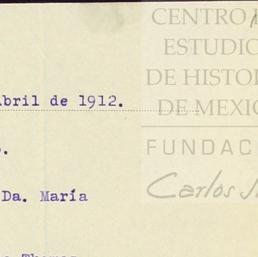 CENTRO
ESTUDIO
DE HISTOR
DE MEXIC
FUNDAC
Carlos
Abril de 1912.
Da. María